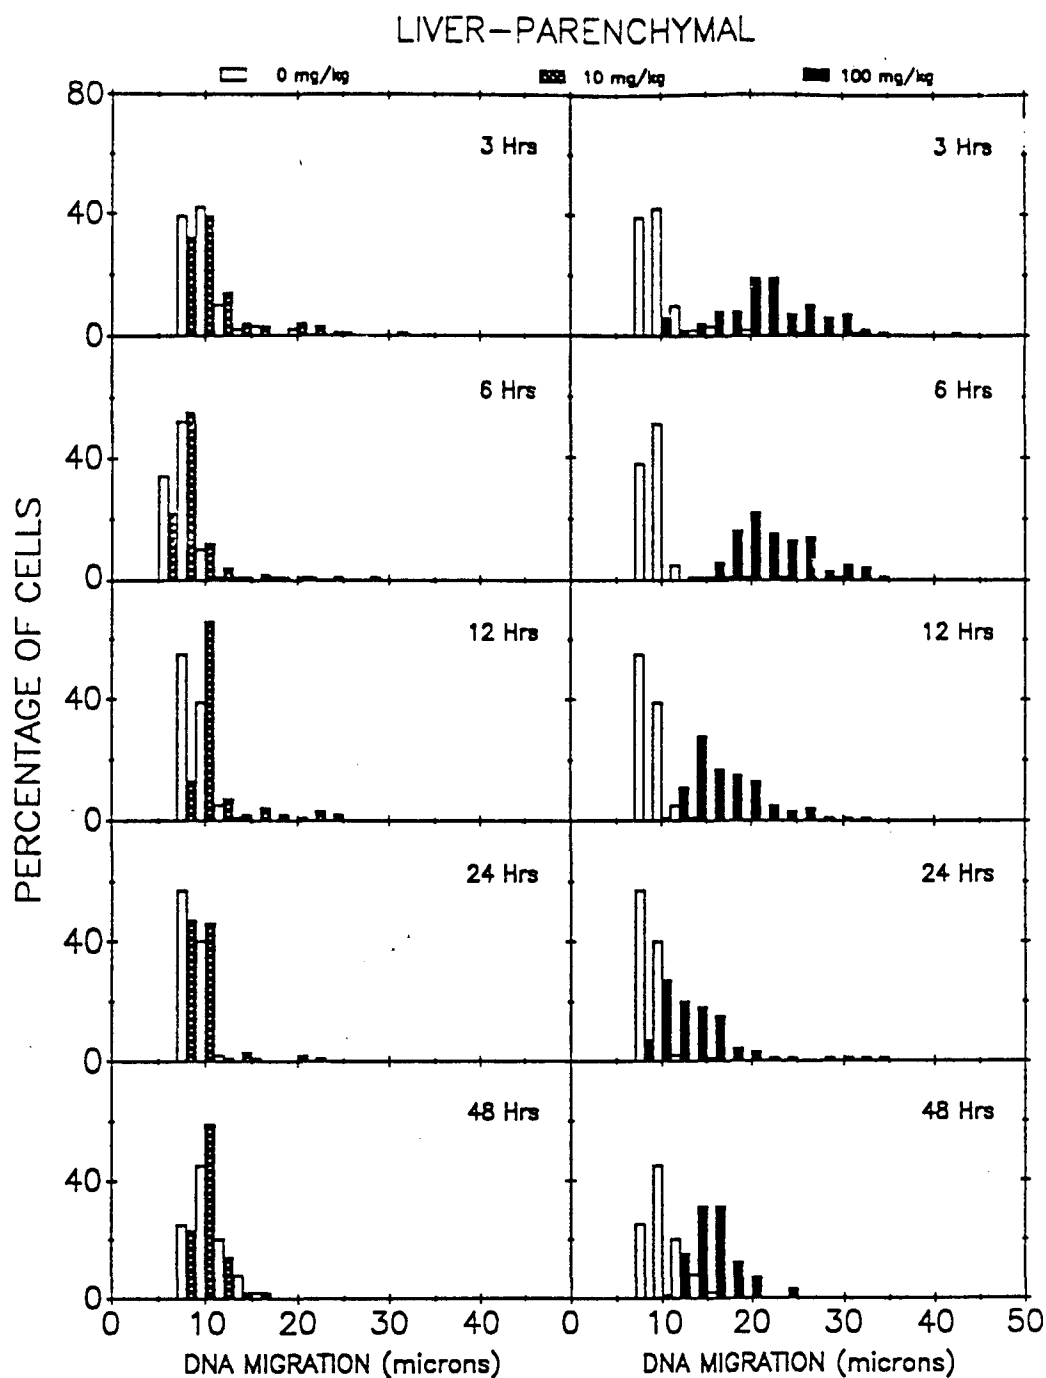 LIVER-PARENCHYMAL
0 mg/kg 10 mg/kg 100 mg/kg
80
3 Hrs 3 Hrs
40
0
6 Hrs 6 Hrs
40
0
12 Hrs 12 Hrs
40
0
24 Hrs 24 Hrs
40
0
48 Hrs 48 Hrs
40
0
PERCENTAGE OF CELLS
0 10 20 30 40 0 10 20 30 40 50
DNA MIGRATION (microns) DNA MIGRATION (microns)